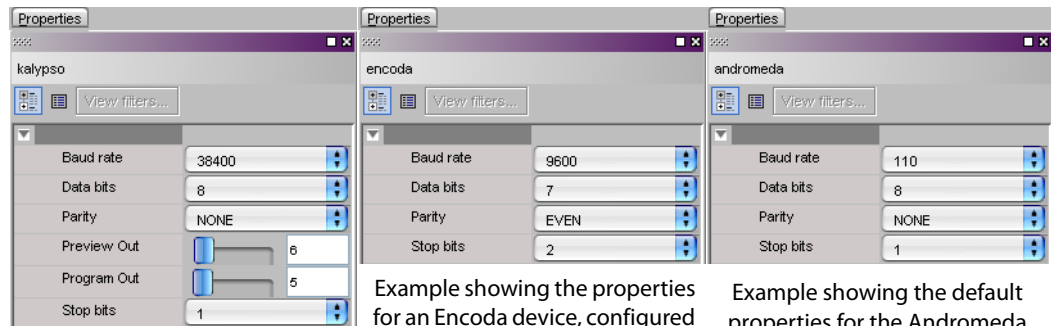 Properties
kalypso
View filters...
Baud rate 38400
Data bits 8
Parity NONE
Preview Out 6
Program Out 5
Stop bits 1
Properties
encoda
View filters...
Baud rate 9600
Data bits 7
Parity EVEN
Stop bits 2
Example showing the properties
for an Encoda device, configured
Properties
andromeda
View filters...
Baud rate 110
Data bits 8
Parity NONE
Stop bits 1
Example showing the default
properties for the Andromeda